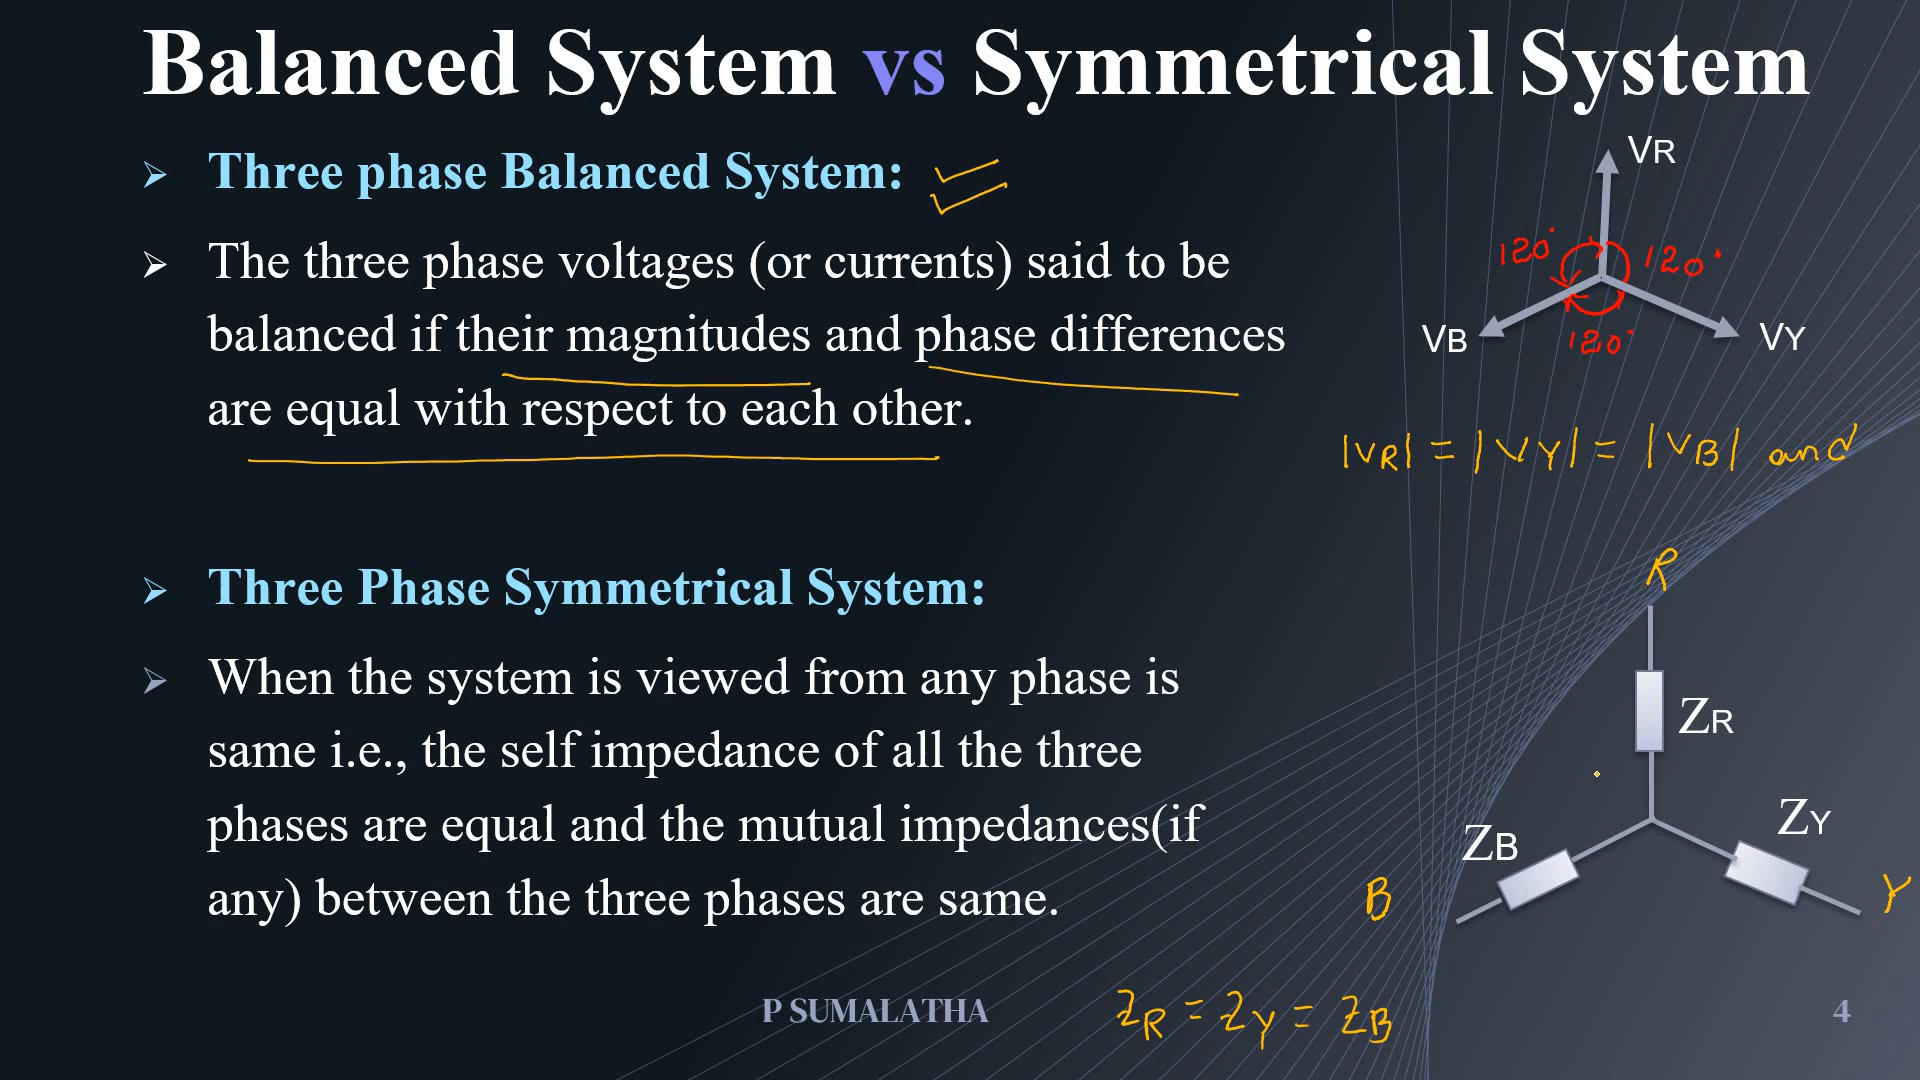 Balanced System vs Symmetrical System
Three phase Balanced System:
The three phase voltages (or currents) said to be
balanced if their magnitudes and phase differences
are equal with respect to each other.
VR
120°
120°
VB
120°
VY
|VR| = |VY| = |VB| and
Three Phase Symmetrical System:
When the system is viewed from any phase is
same i.e., the self impedance of all the three
phases are equal and the mutual impedances(if
any) between the three phases are same.
R
ZR
ZB
ZY
B
Y
ZR = ZY = ZB
P SUMALATHA
4